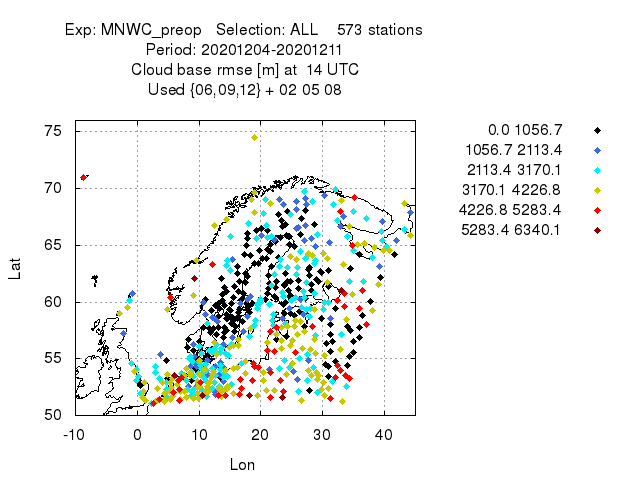 Exp: MNWC_preop   Selection: ALL    573 stations
Period: 20201204-20201211
Cloud base rmse [m] at  14 UTC
Used {06,09,12} + 02 05 08
0.0 1056.7
1056.7 2113.4
2113.4 3170.1
3170.1 4226.8
4226.8 5283.4
5283.4 6340.1
75
70
65
60
55
50
Lat
-10 0 10 20 30 40
Lon